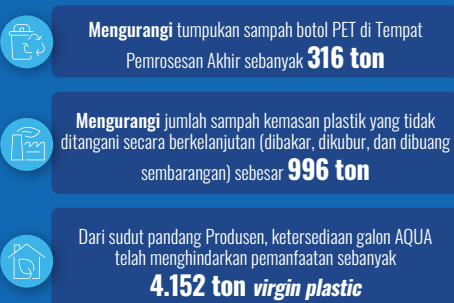 Mengurangi tumpukan sampah botol PET di Tempat
Pemrosesan Akhir sebanyak 316 ton
Mengurangi jumlah sampah kemasan plastik yang tidak
ditangani secara berkelanjutan (dibakar, dikubur, dan dibuang
sembarangan) sebesar 996 ton
Dari sudut pandang Produsen, ketersediaan galon AQUA
telah menghindarkan pemanfaatan sebanyak
4.152 ton virgin plastic